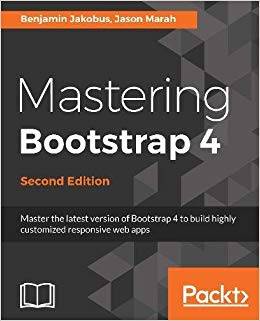 Benjamin Jakobus, Jason Marah
Mastering
Bootstrap 4
Second Edition
Master the latest version of Bootstrap 4 to build highly
customized responsive web apps
Packt>